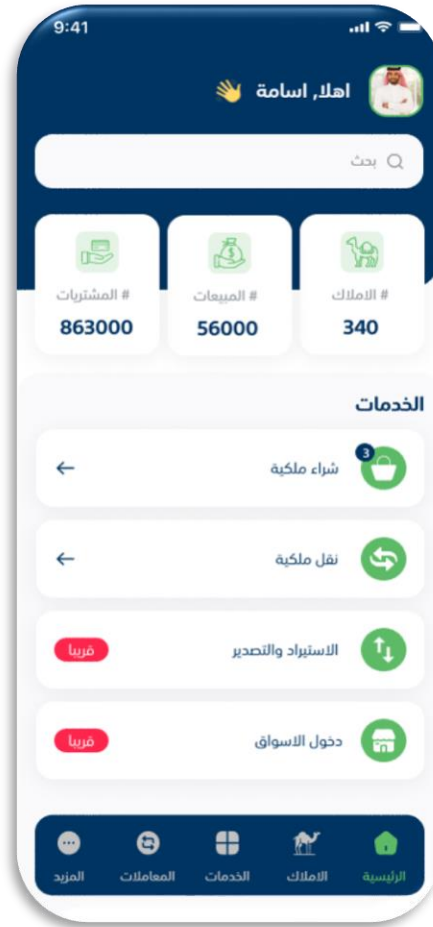 9:41
اهلا, اسامة 👋
بحث
# الاملاك
340
# المبيعات
56000
# المشتريات
863000
الخدمات
3
شراء ملكية
نقل ملكية
الاستيراد والتصدير
قريبا
دخول الاسواق
قريبا
الرئيسية
الاملاك
الخدمات
المعاملات
المزيد